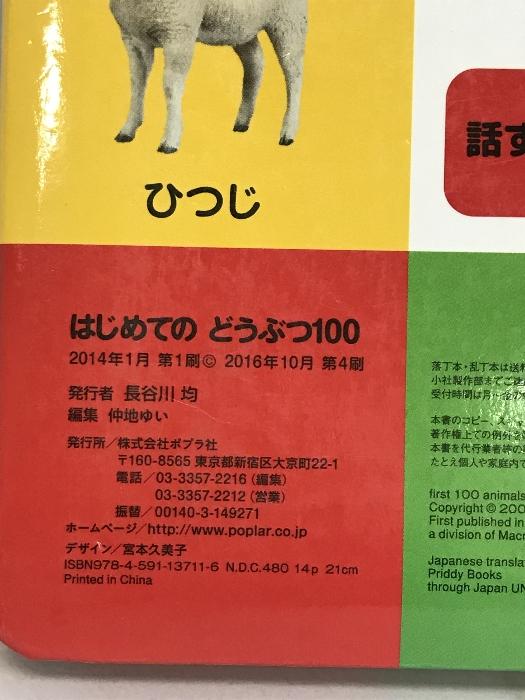 ひつじ
話す
はじめての どうぶつ100
2014年1月 第1刷© 2016年10月 第4刷
発行者 長谷川 均
編集 仲地ゆい
発行所／株式会社ポプラ社
〒160-8565 東京都新宿区大京町22-1
電話／03-3357-2216（編集）
03-3357-2212（営業）
振替／00140-3-149271
ホームページ／http://www.poplar.co.jp
デザイン／宮本久美子
ISBN978-4-591-13711-6 N.D.C.480 14p 21cm
Printed in China
落丁本・乱丁本は送料
小社製作部までご連
受付時間は月～金の
本書のコピー、ス
著作権上での例外を
本書を代行業者等の
たとえ個人や家庭内で
first 100 animals
Copyright © 200
First published in
a division of Mac
Japanese transla
Priddy Books
through Japan UN